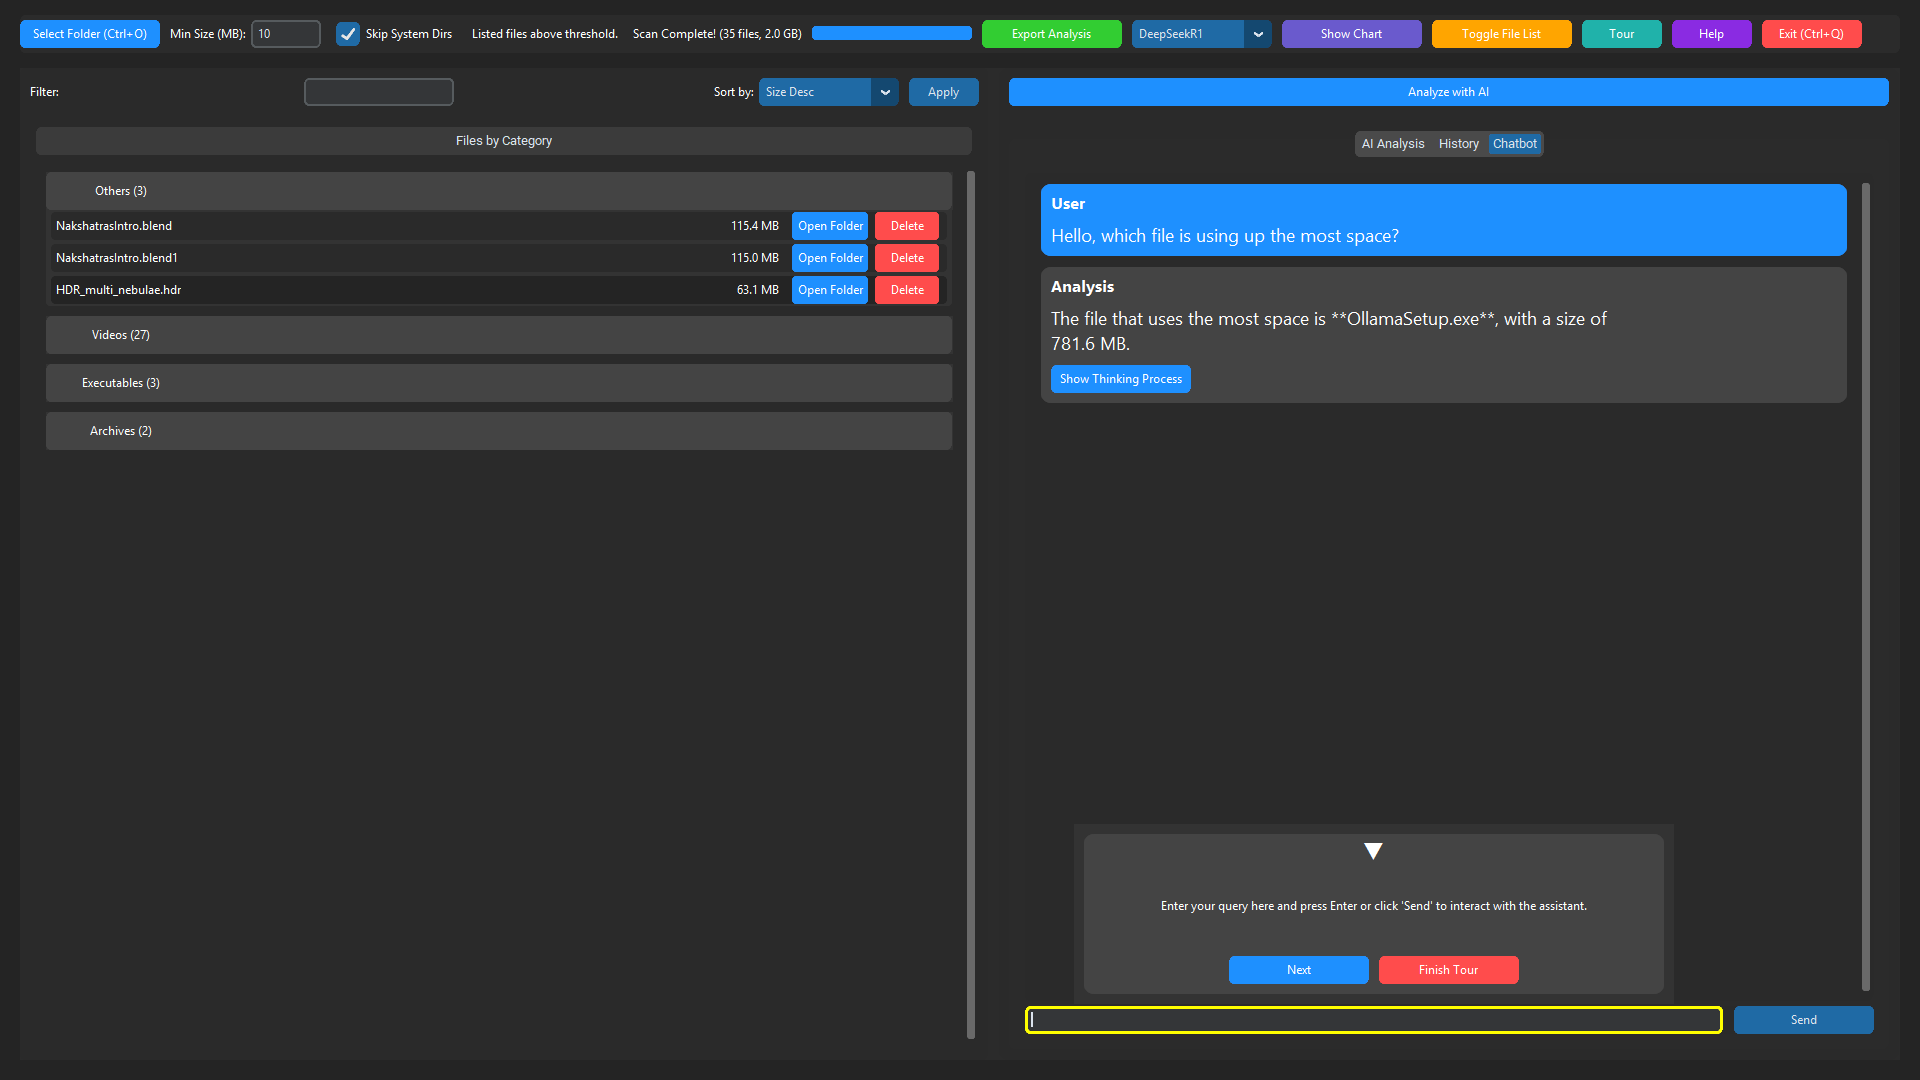 Select Folder (Ctrl+O) Min Size (MB): 10 Skip System Dirs Listed files above threshold. Scan Complete! (35 files, 2.0 GB) Export Analysis DeepSeekR1 Show Chart Toggle File List Tour Help Exit (Ctrl+Q)
Filter: Sort by: Size Desc Apply
Files by Category
Others (3)
NakshatrasIntro.blend 115.4 MB Open Folder Delete
NakshatrasIntro.blend1 115.0 MB Open Folder Delete
HDR_multi_nebulae.hdr 63.1 MB Open Folder Delete
Videos (27)
Executables (3)
Archives (2)
Analyze with AI
AI Analysis History Chatbot
User
Hello, which file is using up the most space?
Analysis
The file that uses the most space is **OllamaSetup.exe**, with a size of
781.6 MB.
Show Thinking Process
Enter your query here and press Enter or click 'Send' to interact with the assistant.
Next Finish Tour
Send